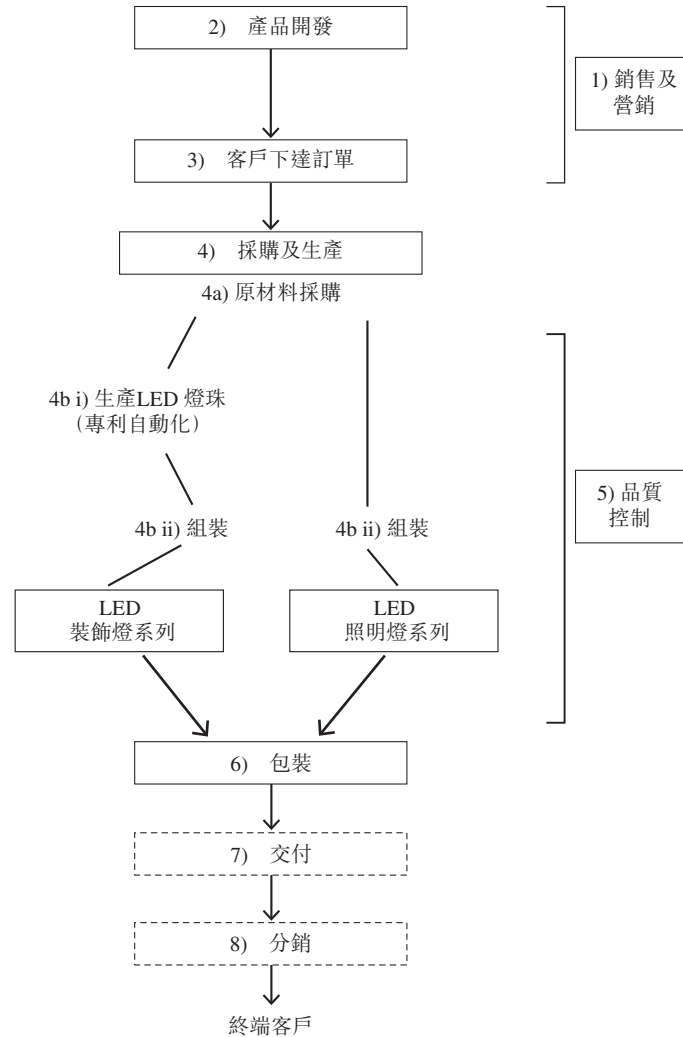 2) 產品開發
1) 銷售及
營銷
3) 客戶下達訂單
4) 採購及生產
4a) 原材料採購
4b i) 生產LED 燈珠
（專利自動化）
5) 品質
控制
4b ii) 組裝
4b ii) 組裝
LED
裝飾燈系列
LED
照明燈系列
6) 包裝
7) 交付
8) 分銷
終端客戶